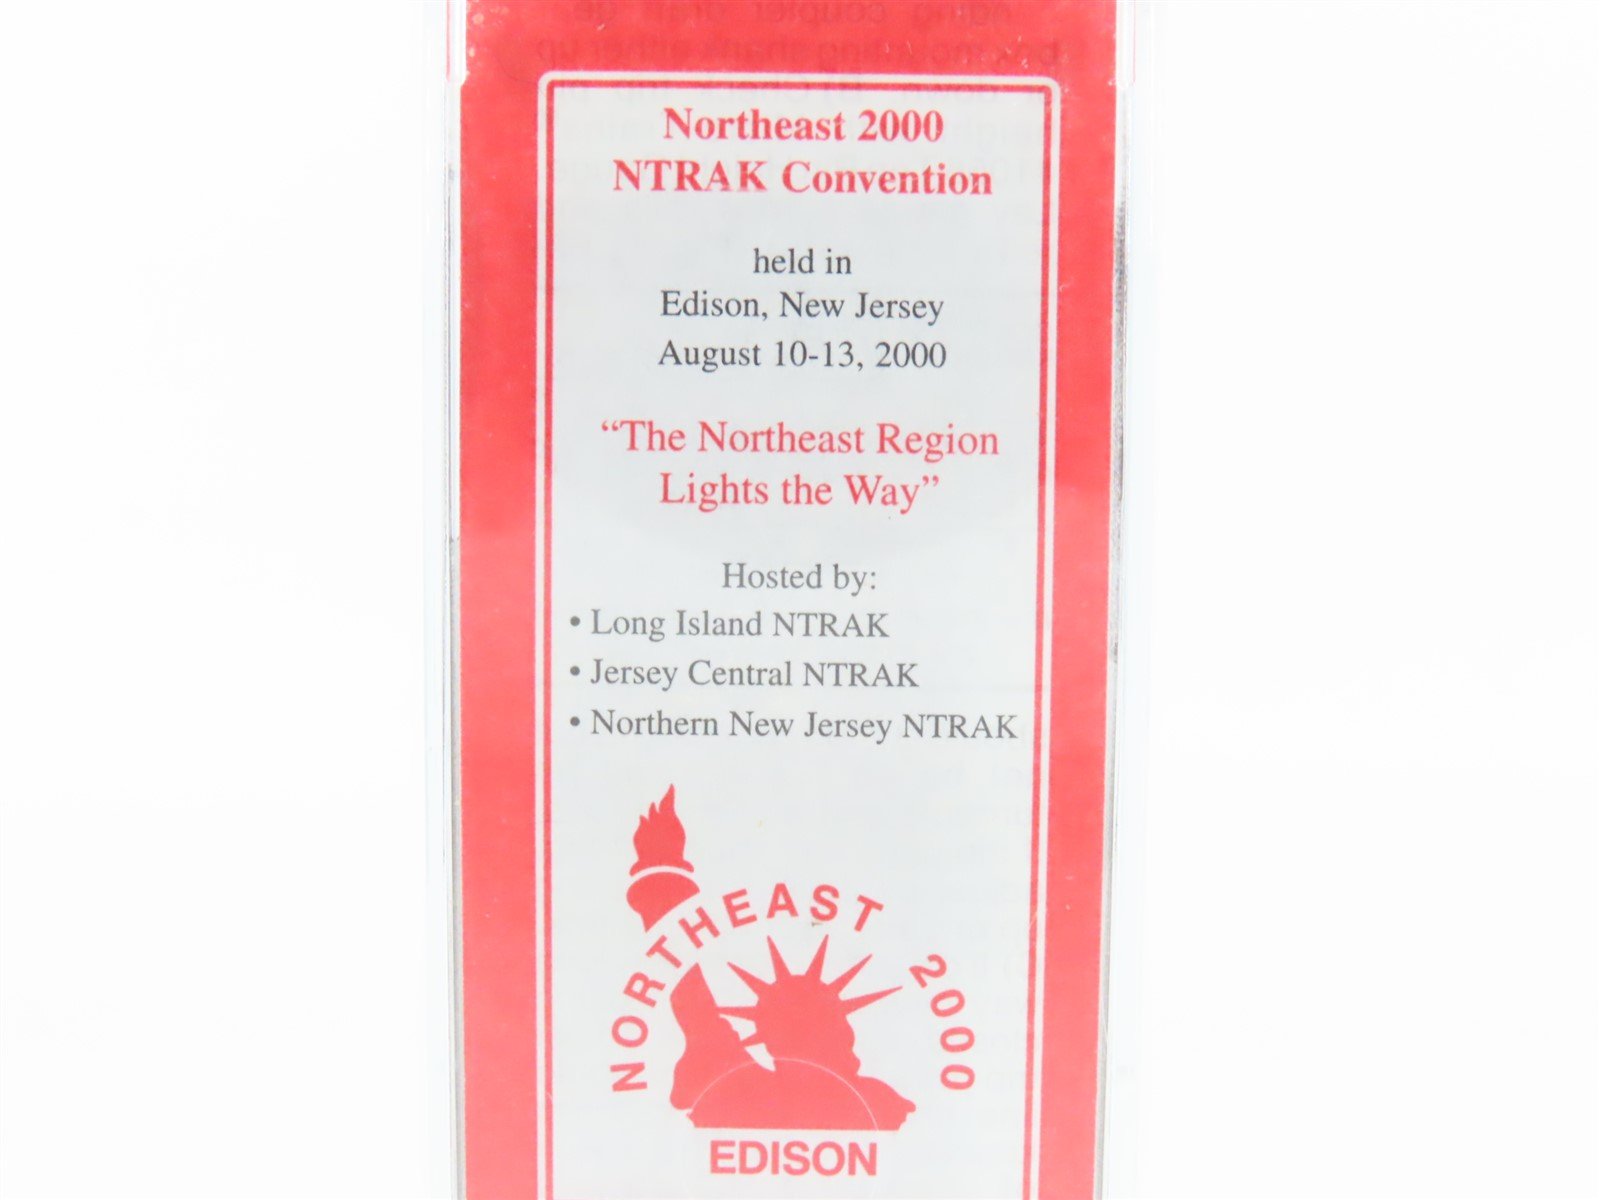 Northeast 2000
NTRAK Convention
held in
Edison, New Jersey
August 10-13, 2000
“The Northeast Region
Lights the Way”
Hosted by:
• Long Island NTRAK
• Jersey Central NTRAK
• Northern New Jersey NTRAK
NORTHEAST 2000
EDISON